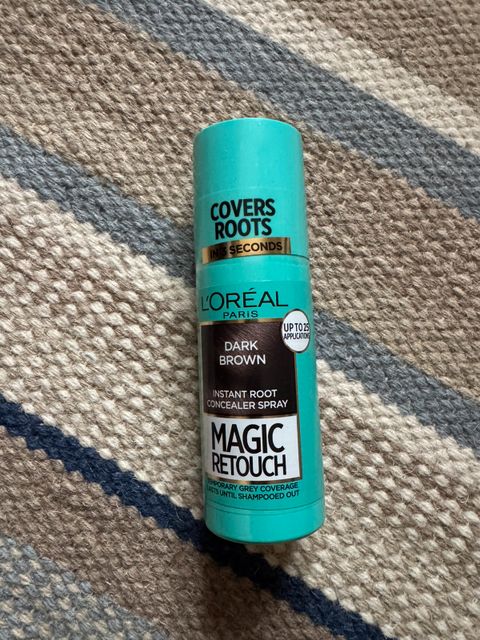 COVERS
ROOTS
IN 3 SECONDS
L'ORÉAL
PARIS
UP TO 25
APPLICATIONS
DARK
BROWN
INSTANT ROOT
CONCEALER SPRAY
MAGIC
RETOUCH
TEMPORARY GREY COVERAGE
LASTS UNTIL SHAMPOOED OUT